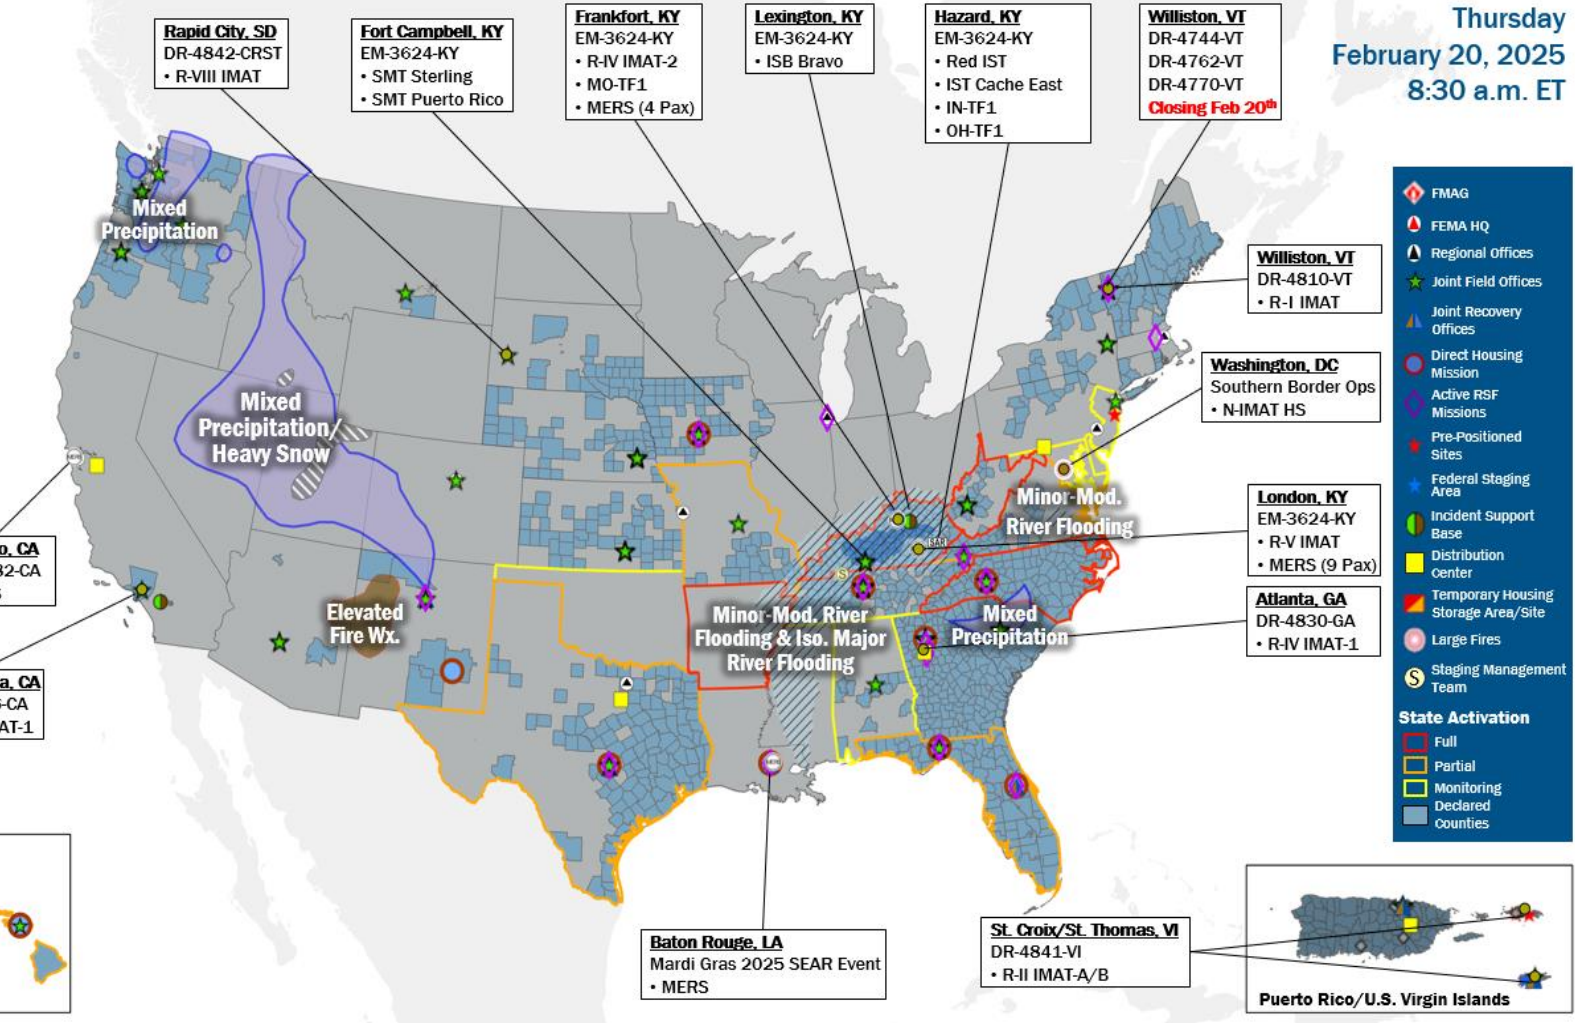 Thursday
February 20, 2025
8:30 a.m. ET
Rapid City, SD
DR-4842-CRST
• R-VIII IMAT
Fort Campbell, KY
EM-3624-KY
• SMT Sterling
• SMT Puerto Rico
Frankfort, KY
EM-3624-KY
• R-IV IMAT-2
• MO-TF1
• MERS (4 Pax)
Lexington, KY
EM-3624-KY
• ISB Bravo
Hazard, KY
EM-3624-KY
• Red IST
• IST Cache East
• IN-TF1
• OH-TF1
Williston, VT
DR-4744-VT
DR-4762-VT
DR-4770-VT
Closing Feb 20th
Williston, VT
DR-4810-VT
• R-I IMAT
Washington, DC
Southern Border Ops
• N-IMAT HS
London, KY
EM-3624-KY
• R-V IMAT
• MERS (9 Pax)
Atlanta, GA
DR-4830-GA
• R-IV IMAT-1
St. Croix/St. Thomas, VI
DR-4841-VI
• R-II IMAT-A/B
Baton Rouge, LA
Mardi Gras 2025 SEAR Event
• MERS
o, CA
32-CA
a, CA
-CA
AT-1
Mixed
Precipitation
Mixed
Precipitation/
Heavy Snow
Elevated
Fire Wx.
Minor-Mod. River
Flooding & Iso. Major
River Flooding
Minor-Mod.
River Flooding
Mixed
Precipitation
SAR
S
FMAG
FEMA HQ
Regional Offices
Joint Field Offices
Joint Recovery
Offices
Direct Housing
Mission
Active RSF
Missions
Pre-Positioned
Sites
Federal Staging
Area
Incident Support
Base
Distribution
Center
Temporary Housing
Storage Area/Site
Large Fires
S
Staging Management
Team
State Activation
Full
Partial
Monitoring
Declared
Counties
Puerto Rico/U.S. Virgin Islands